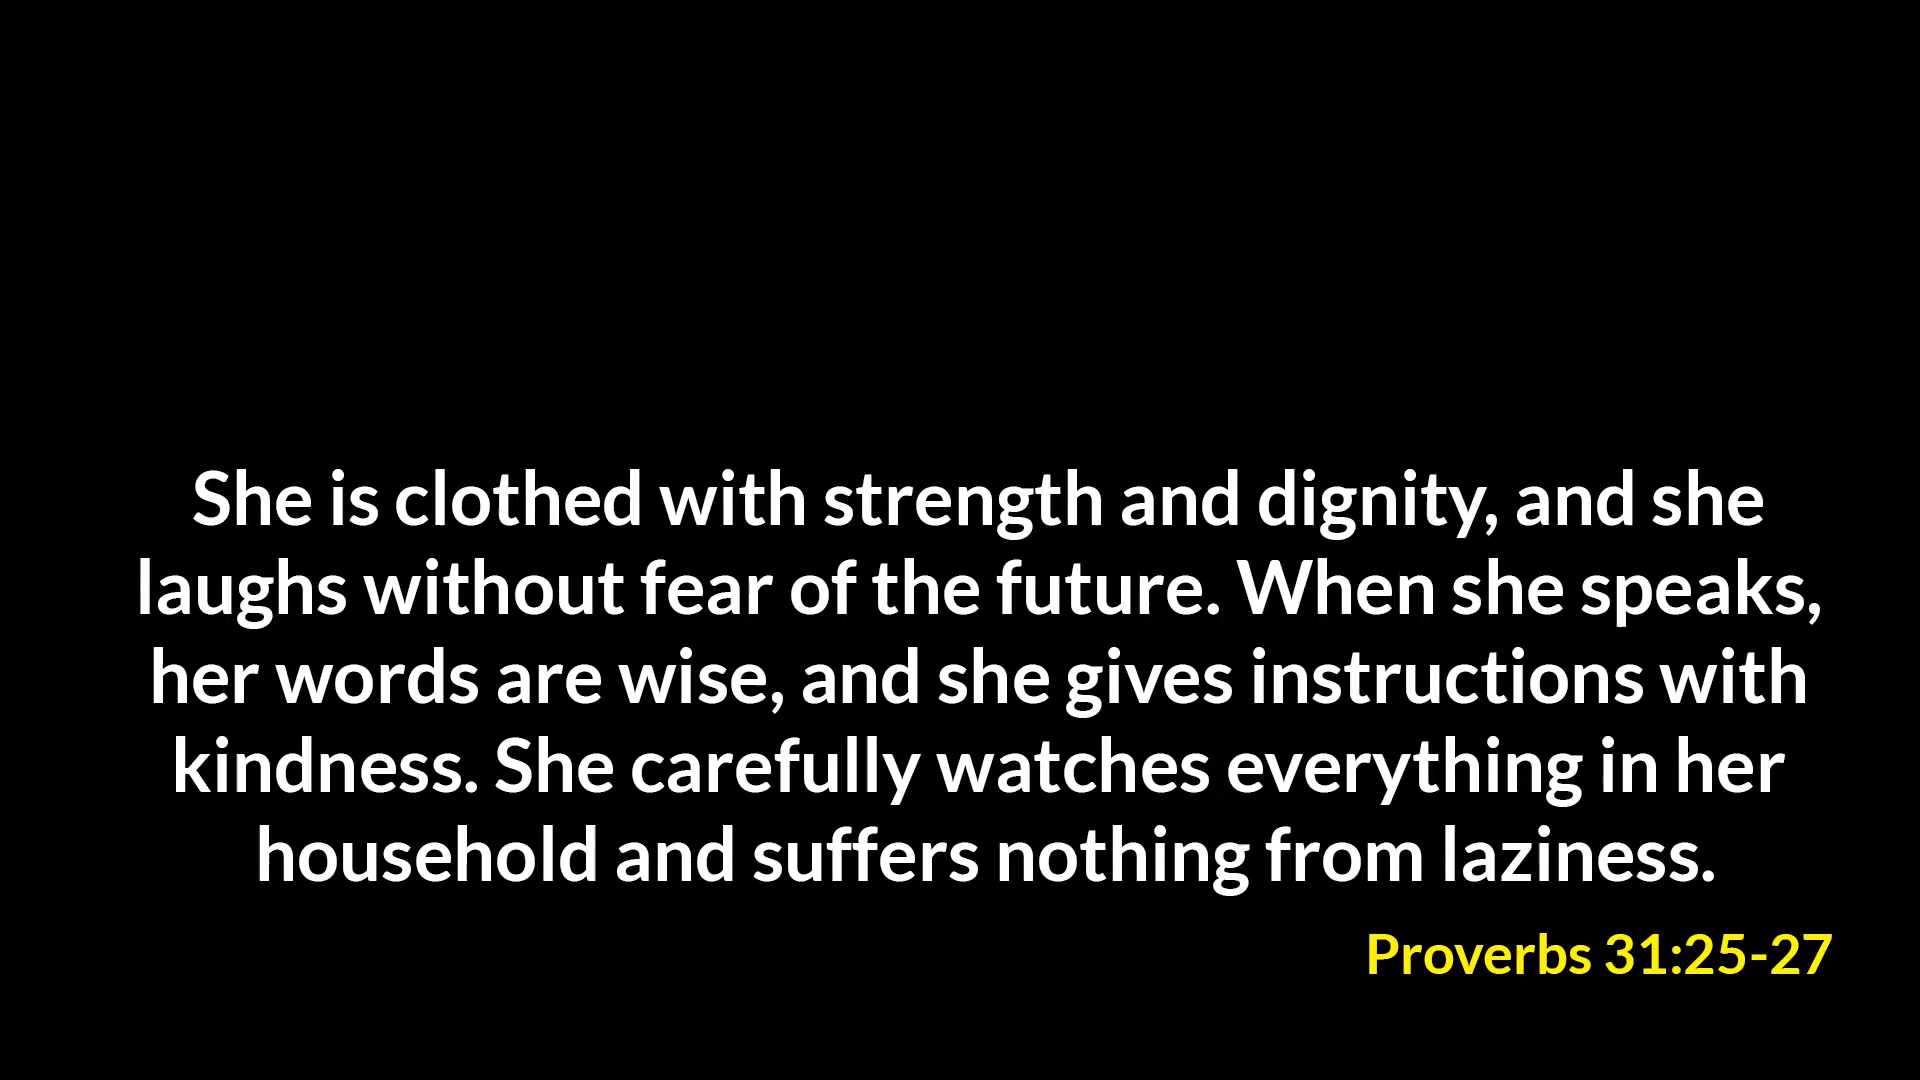 She is clothed with strength and dignity, and she
laughs without fear of the future. When she speaks,
her words are wise, and she gives instructions with
kindness. She carefully watches everything in her
household and suffers nothing from laziness.
Proverbs 31:25-27